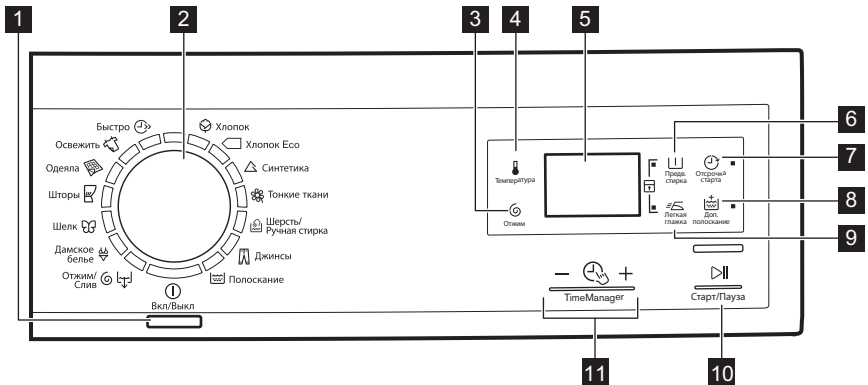 1
2
3
4
5
6
7
8
9
10
11
Быстро
Освежить
Одеяла
Шторы
Шелк
Дамское
белье
Отжим/
Слив
Вкл/Выкл
Хлопок
Хлопок Eco
Синтетика
Тонкие ткани
Шерсть/
Ручная стирка
Джинсы
Полоскание
Температура
Отжим
Предв.
стирка
Отсрочка
старта
Легкая
глажка
Доп.
полоскание
TimeManager
Старт/Пауза